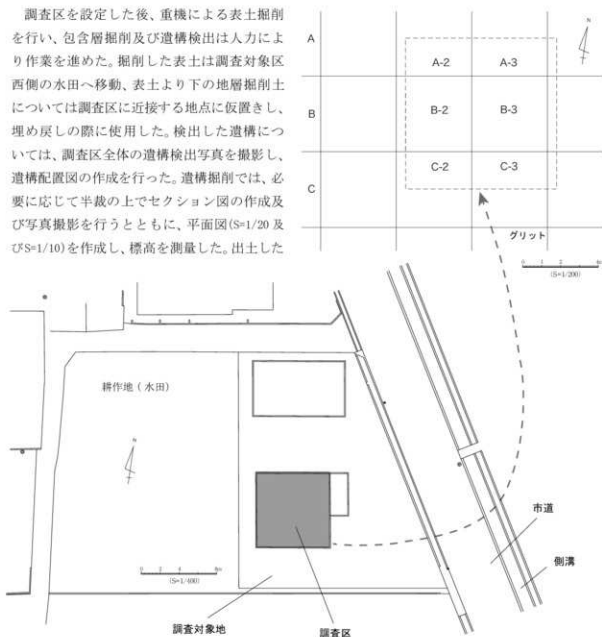 調査区を設定した後、重機による表土掘削
を行い、包含層掘削及び遺構検出は人力によ
り作業を進めた。掘削した表土は調査対象区
西側の水田へ移動、表土より下の地層掘削土
については調査区に近接する地点に仮置きし、
埋め戻しの際に使用した。検出した遺構につ
いては、調査区全体の遺構検出写真を撮影し、
遺構配置図の作成を行った。遺構掘削では、必
要に応じて半裁の上でセクション図の作成及
び写真撮影を行うとともに、平面図(S=1/20 及
びS=1/10)を作成し、標高を測量した。出土した
A
A-2 A-3
N
B
B-2 B-3
C-2 C-3
C
グリット
0 1 2 4m
(S=1/200)
耕作地(水田)
N
0 2 4 8m
(S=1/400)
市道
側溝
調査対象地
調査区